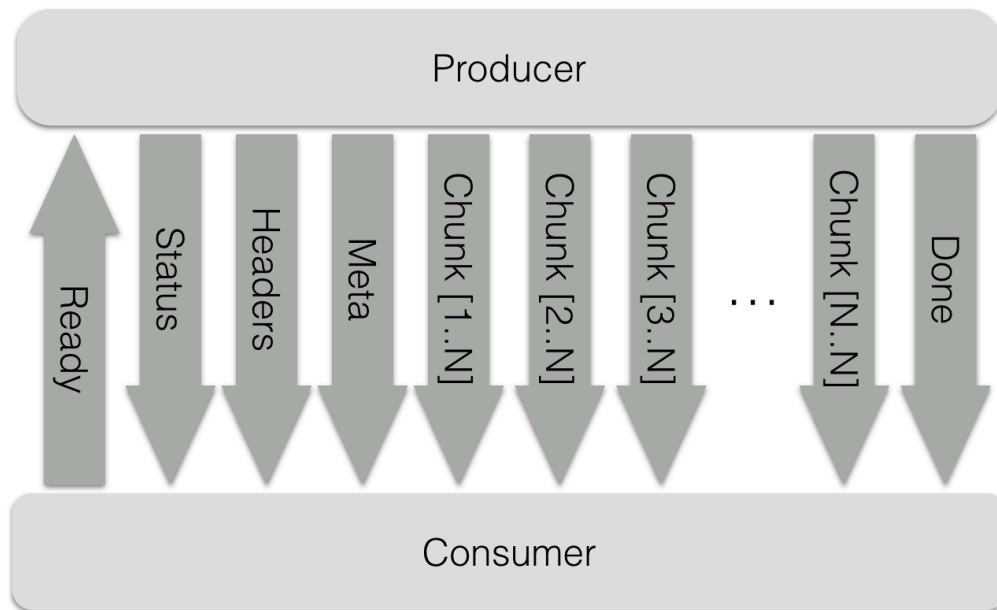 Producer
Ready
Status
Headers
Meta
Chunk [1..N]
Chunk [2..N]
Chunk [3..N]
...
Chunk [N..N]
Done
Consumer